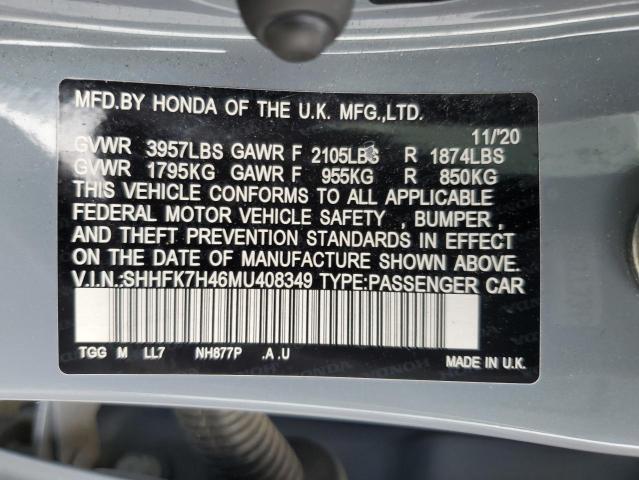 MFD.BY HONDA OF THE U.K. MFG.,LTD.
11/'20
GVWR 3957LBS GAWR F 2105LBS R 1874LBS
GVWR 1795KG GAWR F 955KG R 850KG
THIS VEHICLE CONFORMS TO ALL APPLICABLE
FEDERAL MOTOR VEHICLE SAFETY , BUMPER ,
AND THEFT PREVENTION STANDARDS IN EFFECT
ON THE DATE OF MANUFACTURE SHOWN ABOVE.
V.I.N.:SHHFK7H46MU408349 TYPE:PASSENGER CAR
TGG M LL7 NH877P .A .U
MADE IN U.K.